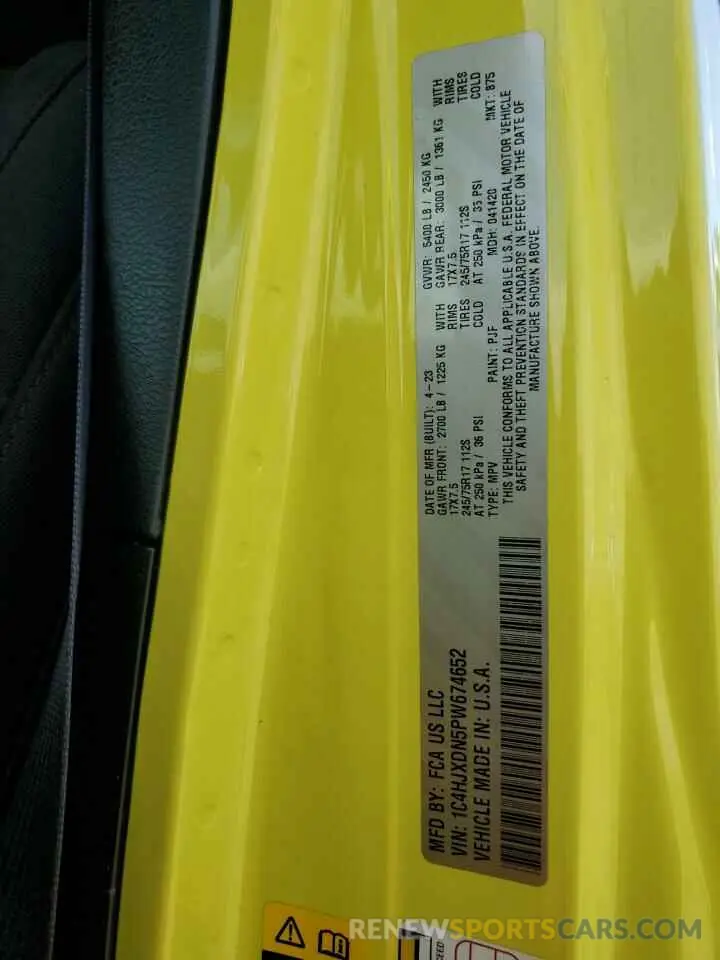 MFD BY: FCA US LLC
VIN: 1C4HJXDN5PW674652
VEHICLE MADE IN: U.S.A.
DATE OF MFR (BUILT): 4-23 GVWR: 5400 LB / 2450 KG
GAWR FRONT: 2700 LB / 1225 KG WITH GAWR REAR: 3000 LB / 1361 KG WITH
17X7.5 RIMS 17X7.5 RIMS
245/75R17 112S TIRES 245/75R17 112S TIRES
AT 250 kPa / 36 PSI COLD AT 250 kPa / 36 PSI COLD
TYPE: MPV PAINT: PJF MDH: 041420 MKT: 875
THIS VEHICLE CONFORMS TO ALL APPLICABLE U.S.A. FEDERAL MOTOR VEHICLE
SAFETY AND THEFT PREVENTION STANDARDS IN EFFECT ON THE DATE OF
MANUFACTURE SHOWN ABOVE.
RENEWSPORTSCARS.COM